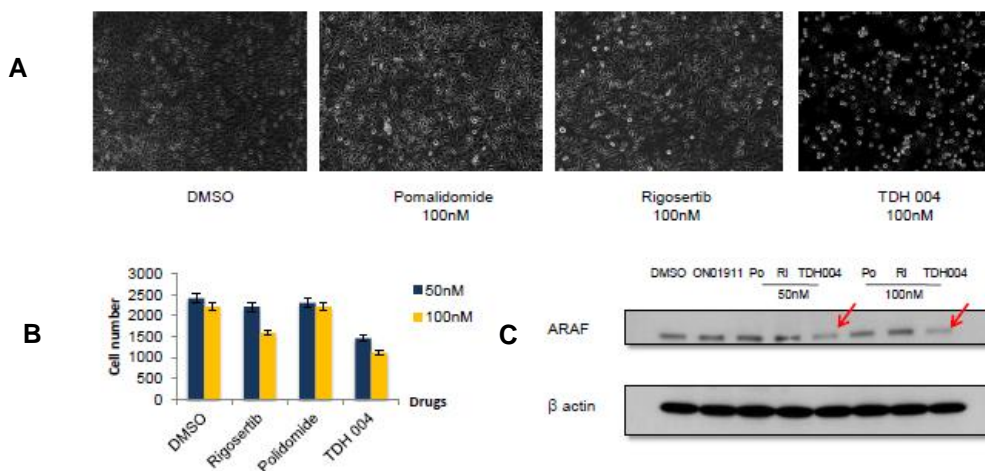 A
DMSO
Pomalidomide
100nM
Rigosertib
100nM
TDH 004
100nM
B
Cell number
3000
2500
2000
1500
1000
500
0
DMSO
Rigosertib
Polidomide
TDH 004
Drugs
50nM
100nM
C
DMSO ON01911 Po RI TDH004 Po RI TDH004
50nM 100nM
ARAF
β actin